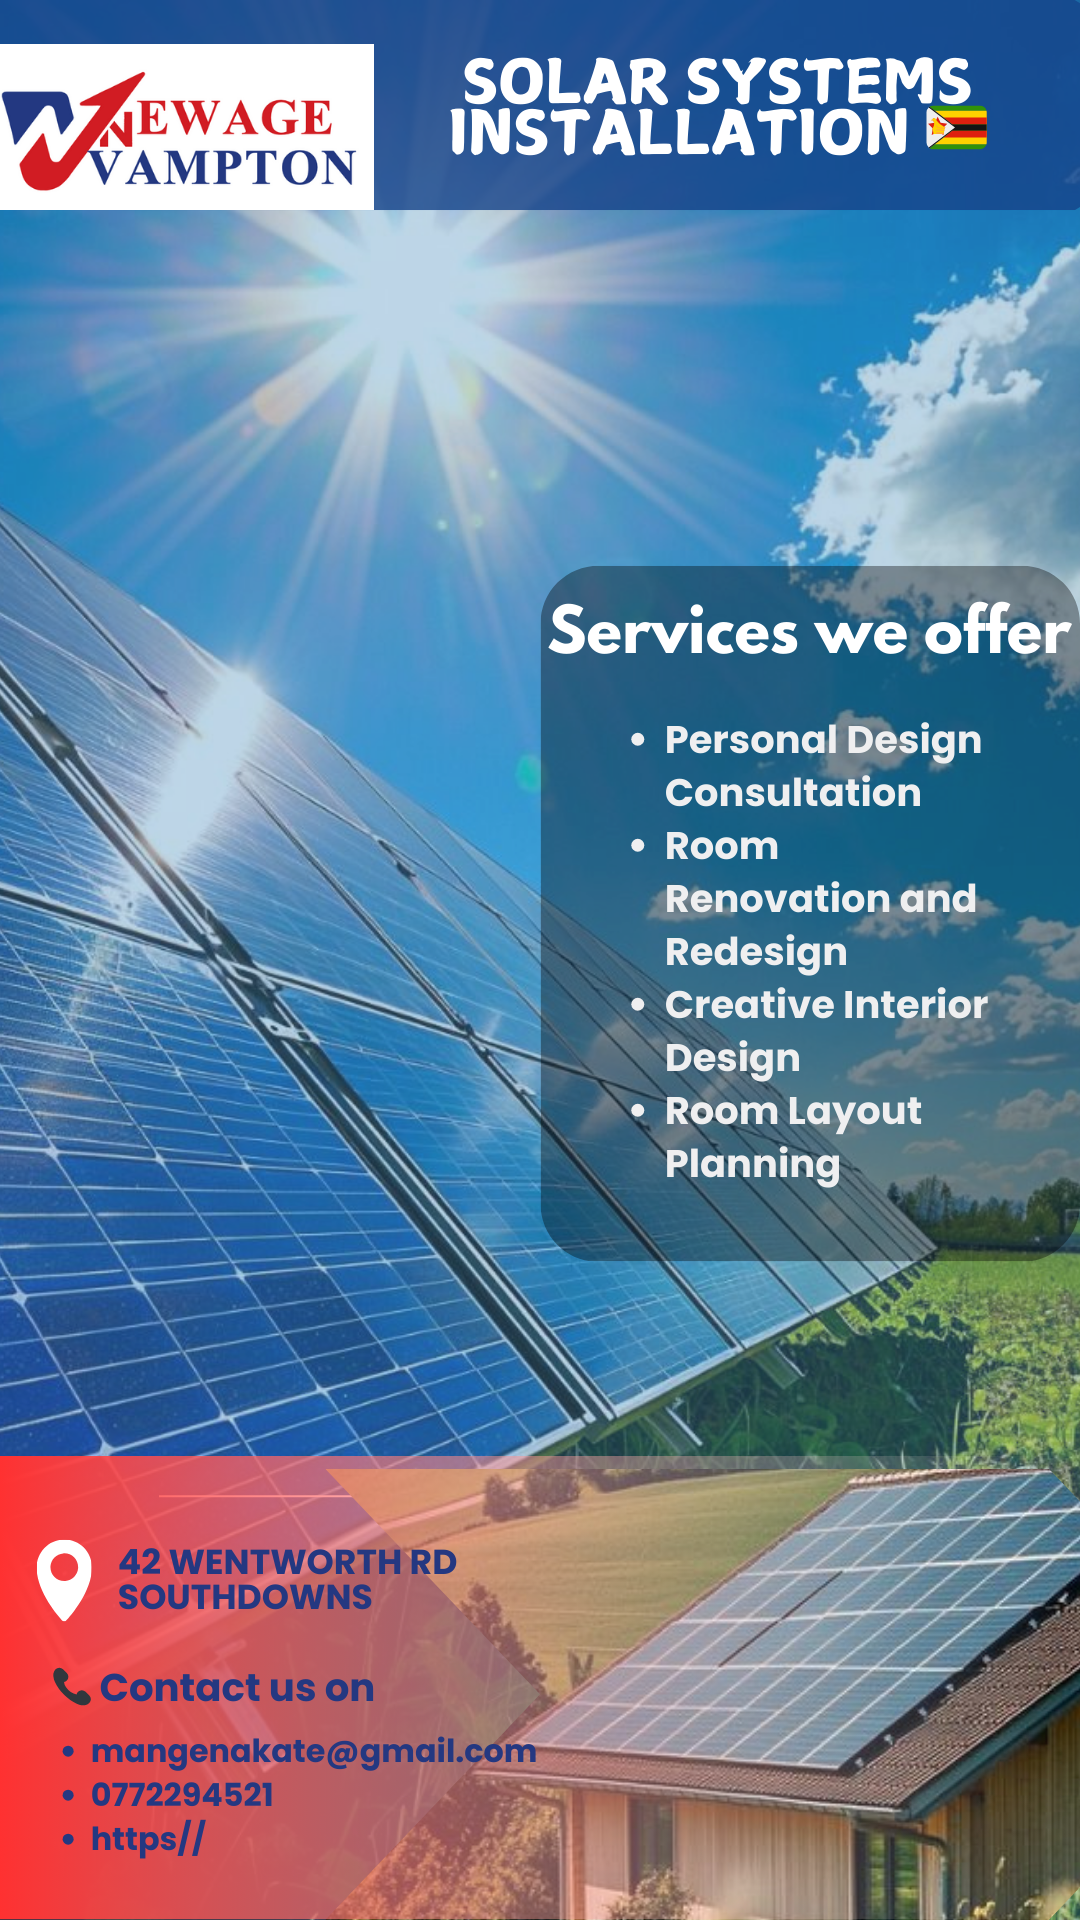 NEWAGE
VAMPTON
SOLAR SYSTEMS
INSTALLATION 🇿🇼
Services we offer
• Personal Design
Consultation
• Room
Renovation and
Redesign
• Creative Interior
Design
• Room Layout
Planning
42 WENTWORTH RD
SOUTHDOWNS
📞 Contact us on
• mangenakate@gmail.com
• 0772294521
• https//